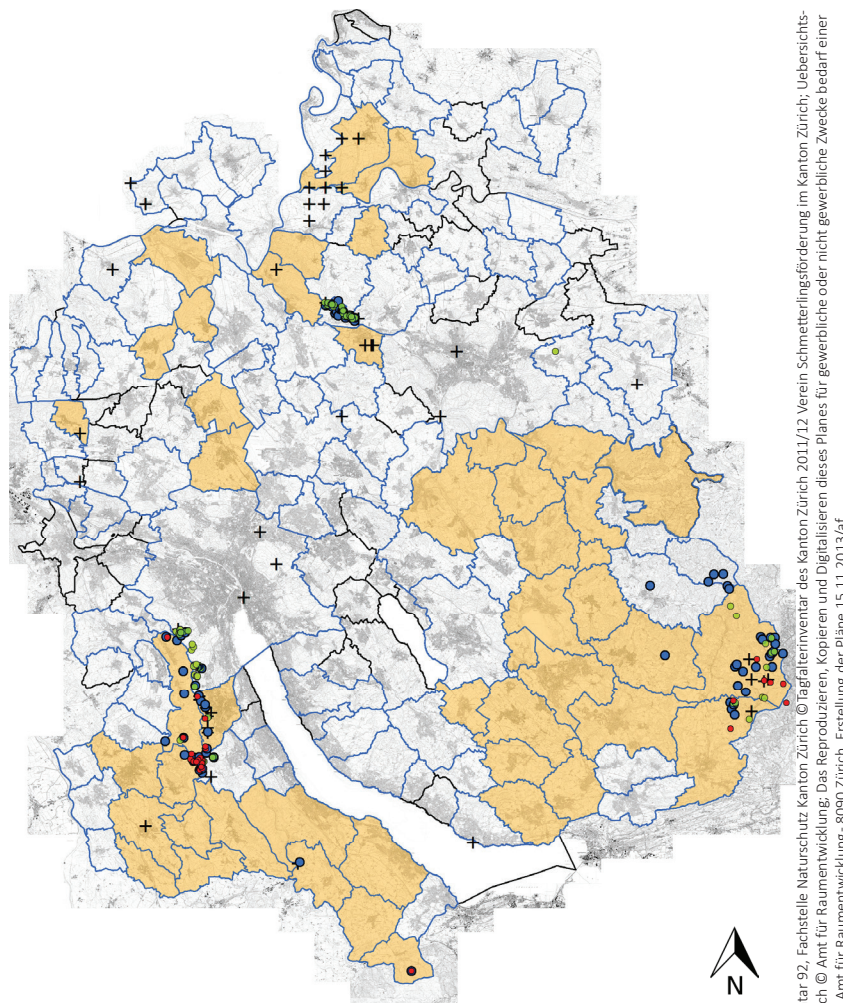 N
tar 92, Fachstelle Naturschutz Kanton Zürich © Tagfalterinventar des Kanton Zürich 2011/12 Verein Schmetterlingsförderung im Kanton Zürich; Uebersichts-
ch © Amt für Raumentwicklung; Das Reproduzieren, Kopieren und Digitalisieren dieses Planes für gewerbliche oder nicht gewerbliche Zwecke bedarf einer
Amt für Raumentwicklung, 8090 Zürich. Erstellung der Pläne 15.11.2013/af